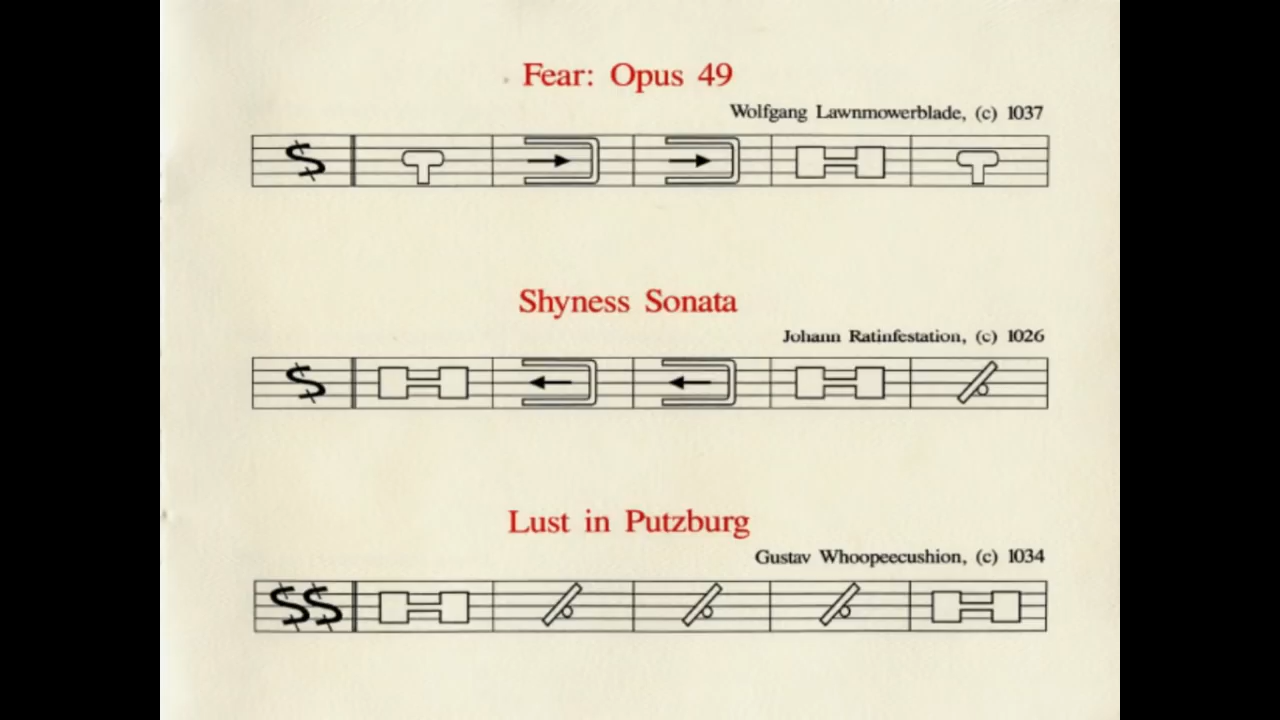 Fear: Opus 49
Wolfgang Lawnmowerblade, (c) 1037
$
Shyness Sonata
Johann Ratinfestation, (c) 1026
$
Lust in Putzburg
Gustav Whoopeecushion, (c) 1034
$$